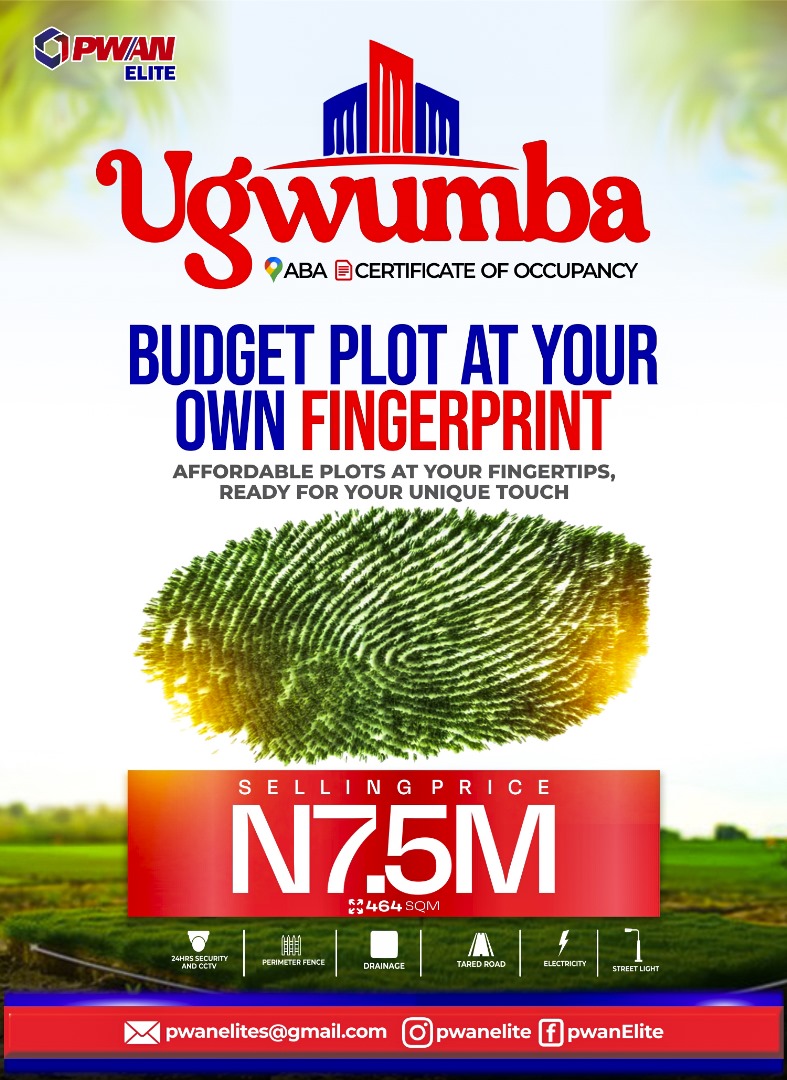 PWAN
ELITE
Ugwumba
ABA CERTIFICATE OF OCCUPANCY
BUDGET PLOT AT YOUR
OWN FINGERPRINT
AFFORDABLE PLOTS AT YOUR FINGERTIPS,
READY FOR YOUR UNIQUE TOUCH
SELLING PRICE
N7.5M
464 SQM
24HRS SECURITY
AND CCTV
PERIMETER FENCE
DRAINAGE
TARED ROAD
ELECTRICITY
STREET LIGHT
pwanelites@gmail.com pwanelite pwanElite